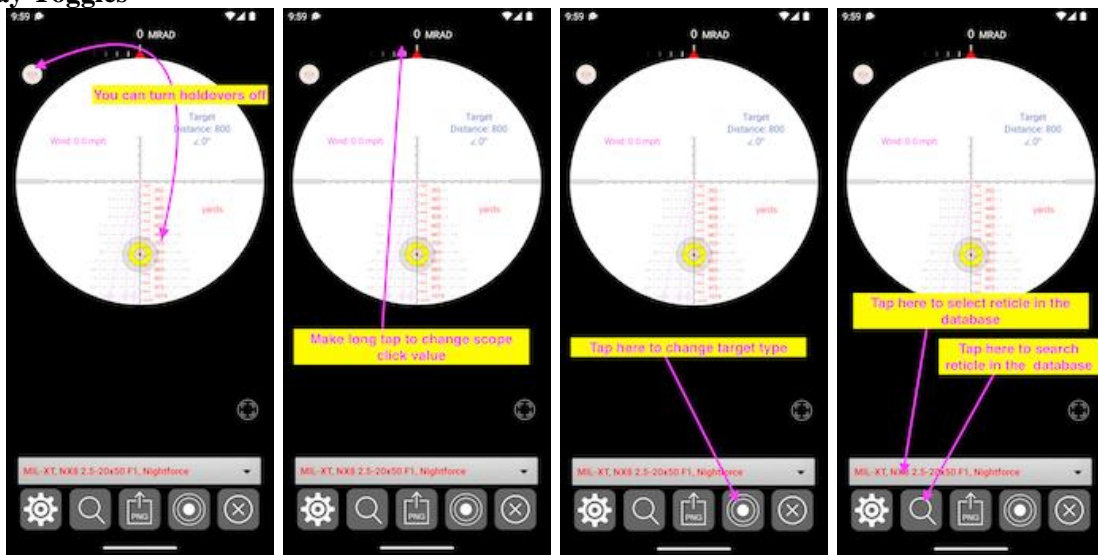 Toggles
9:59
0 MRAD
You can turn holdovers off
Target
Distance: 800
∠ 0°
Wind: 0.0 mph
yards
MIL-XT, NX8 2.5-20x50 F1, Nightforce
PNG
9:59
0 MRAD
Target
Distance: 800
∠ 0°
Wind: 0.0 mph
yards
Make long tap to change scope
click value
MIL-XT, NX8 2.5-20x50 F1, Nightforce
PNG
9:59
0 MRAD
Target
Distance: 800
∠ 0°
Wind: 0.0 mph
yards
Tap here to change target type
MIL-XT, NX8 2.5-20x50 F1, Nightforce
PNG
9:59
0 MRAD
Target
Distance: 800
∠ 0°
Wind: 0.0 mph
yards
Tap here to select reticle in the
database
Tap here to search
reticle in the database
MIL-XT, NX8 2.5-20x50 F1, Nightforce
PNG